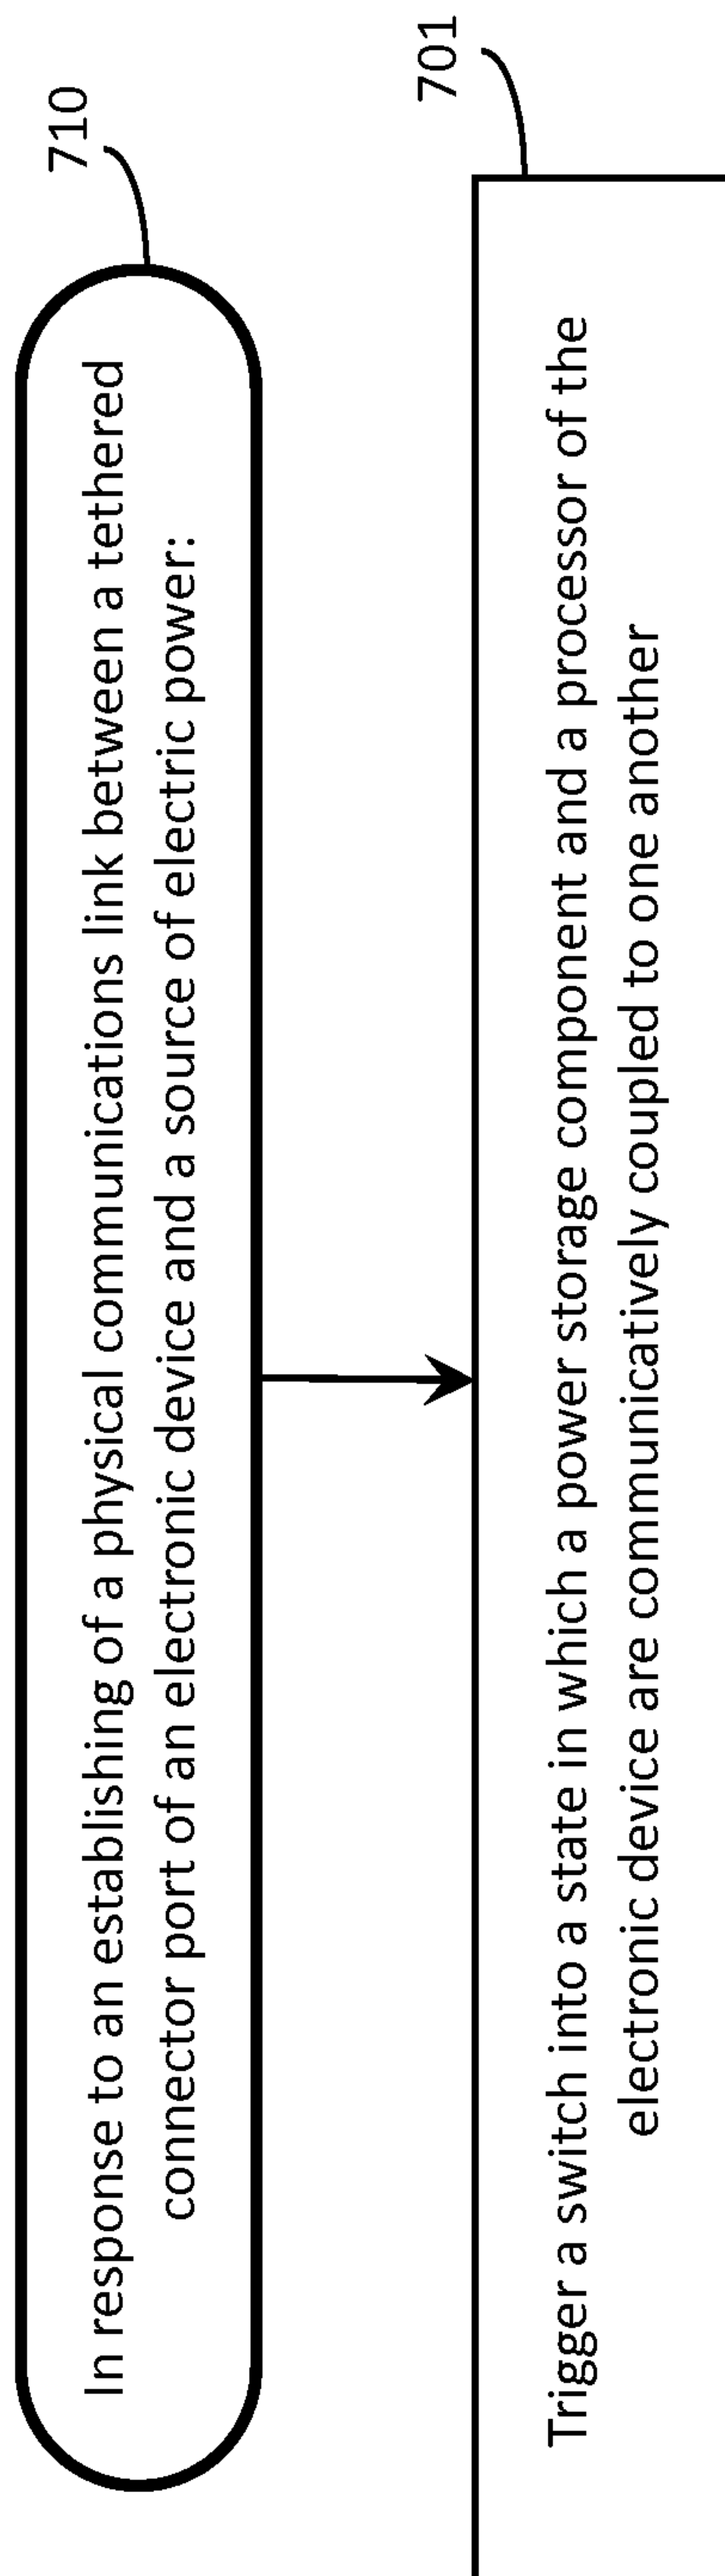 710
In response to an establishing of a physical communications link between a tethered
connector port of an electronic device and a source of electric power:
701
Trigger a switch into a state in which a power storage component and a processor of the
electronic device are communicatively coupled to one another